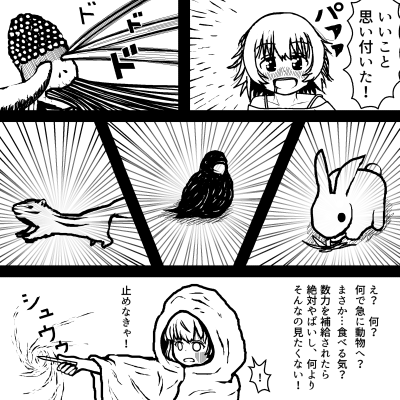 いいこと
思い付いた！
パァァ
ドドド
え？　何？
何で急に動物へ？
まさか…食べる気？
数力を補給されたら
絶対やばいし、何より
そんなの見たくない！
！
止めなきゃ！
シュウゥゥ